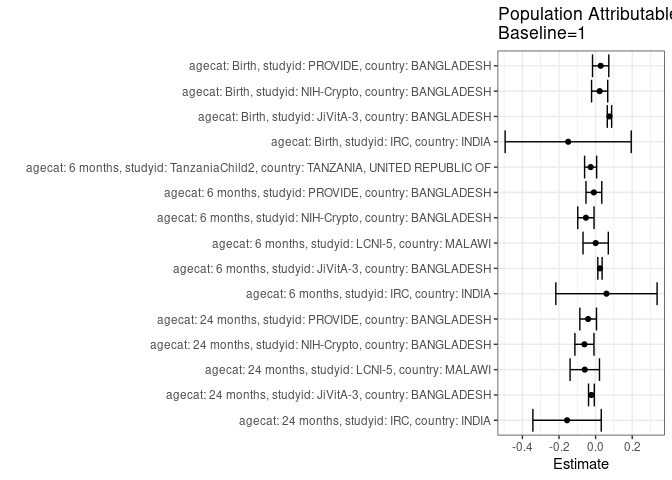 Population Attributable
Baseline=1
agecat: Birth, studyid: PROVIDE, country: BANGLADESH
agecat: Birth, studyid: NIH-Crypto, country: BANGLADESH
agecat: Birth, studyid: JiVitA-3, country: BANGLADESH
agecat: Birth, studyid: IRC, country: INDIA
agecat: 6 months, studyid: TanzaniaChild2, country: TANZANIA, UNITED REPUBLIC OF
agecat: 6 months, studyid: PROVIDE, country: BANGLADESH
agecat: 6 months, studyid: NIH-Crypto, country: BANGLADESH
agecat: 6 months, studyid: LCNI-5, country: MALAWI
agecat: 6 months, studyid: JiVitA-3, country: BANGLADESH
agecat: 6 months, studyid: IRC, country: INDIA
agecat: 24 months, studyid: PROVIDE, country: BANGLADESH
agecat: 24 months, studyid: NIH-Crypto, country: BANGLADESH
agecat: 24 months, studyid: LCNI-5, country: MALAWI
agecat: 24 months, studyid: JiVitA-3, country: BANGLADESH
agecat: 24 months, studyid: IRC, country: INDIA
-0.4 -0.2 0.0 0.2
Estimate